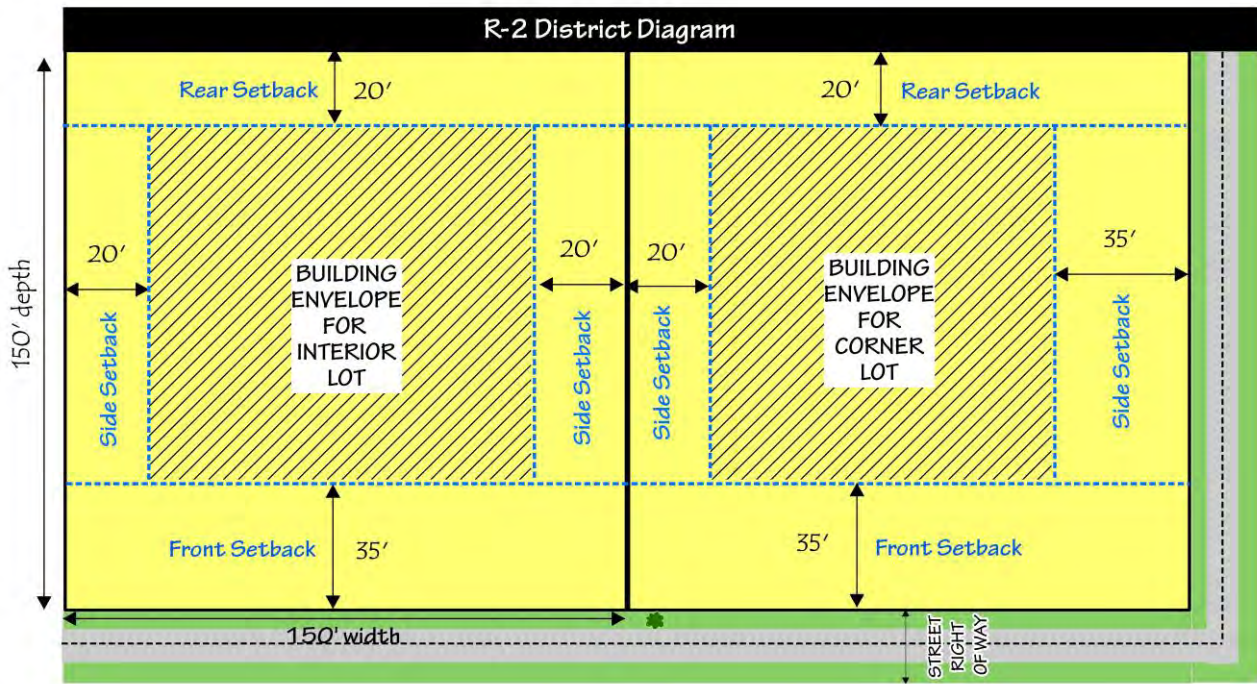 R-2 District Diagram
Rear Setback 20′
20′ Rear Setback
150′ depth
20′
Side Setback
BUILDING
ENVELOPE
FOR
INTERIOR
LOT
20′
Side Setback
20′
Side Setback
BUILDING
ENVELOPE
FOR
CORNER
LOT
35′
Side Setback
Front Setback 35′
35′ Front Setback
150' width
STREET
RIGHT
OF WAY